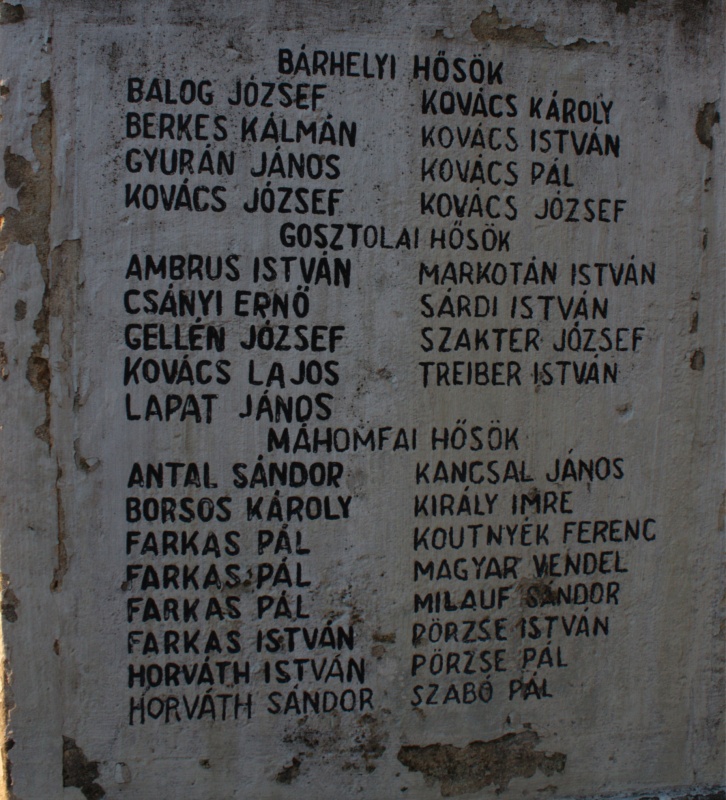 BÁRHELYI HŐSÖK
BALOG JÓZSEF
BERKES KÁLMÁN
GYURÁN JÁNOS
KOVÁCS JÓZSEF
KOVÁCS KÁROLY
KOVÁCS ISTVÁN
KOVÁCS PÁL
KOVÁCS JÓZSEF
GOSZTOLAI HŐSÖK
AMBRUS ISTVÁN
CSÁNYI ERNŐ
GELLÉN JÓZSEF
KOVÁCS LAJOS
LAPAT JÁNOS
MARKOTÁN ISTVÁN
SÁRDI ISTVÁN
SZAKTER JÓZSEF
TREIBER ISTVÁN
MÁHOMFAI HŐSÖK
ANTAL SÁNDOR
BORSOS KÁROLY
FARKAS PÁL
FARKAS PÁL
FARKAS PÁL
FARKAS ISTVÁN
HORVÁTH ISTVÁN
HORVÁTH SÁNDOR
KANCSAL JÁNOS
KIRÁLY IMRE
KOUTNYÉK FERENC
MAGYAR VENDEL
MILAUF SÁNDOR
PÖRZSE ISTVÁN
PÖRZSE PÁL
SZABÓ PÁL